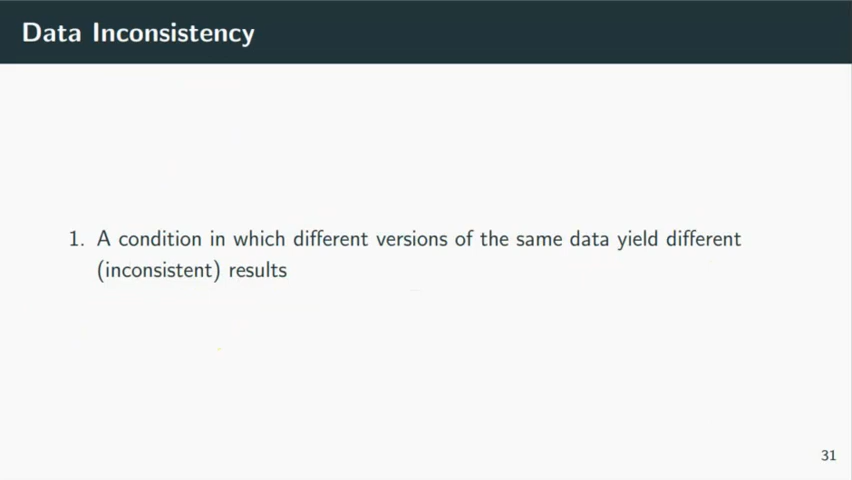 Data Inconsistency
1. A condition in which different versions of the same data yield different
(inconsistent) results
31